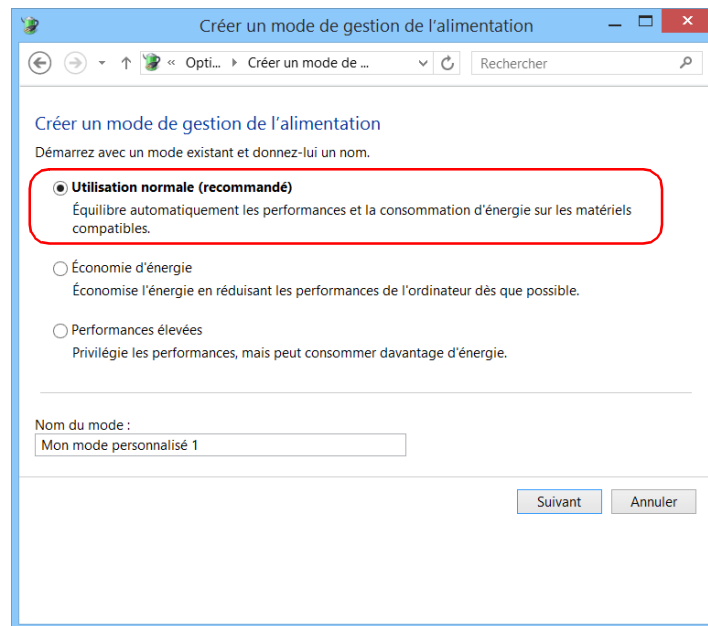 Créer un mode de gestion de l'alimentation
« Opti... Créer un mode de ... Rechercher
Créer un mode de gestion de l'alimentation
Démarrez avec un mode existant et donnez-lui un nom.
Utilisation normale (recommandé)
Équilibre automatiquement les performances et la consommation d'énergie sur les matériels
compatibles.
Économie d'énergie
Économise l'énergie en réduisant les performances de l'ordinateur dès que possible.
Performances élevées
Privilégie les performances, mais peut consommer davantage d'énergie.
Nom du mode :
Mon mode personnalisé 1
Suivant Annuler